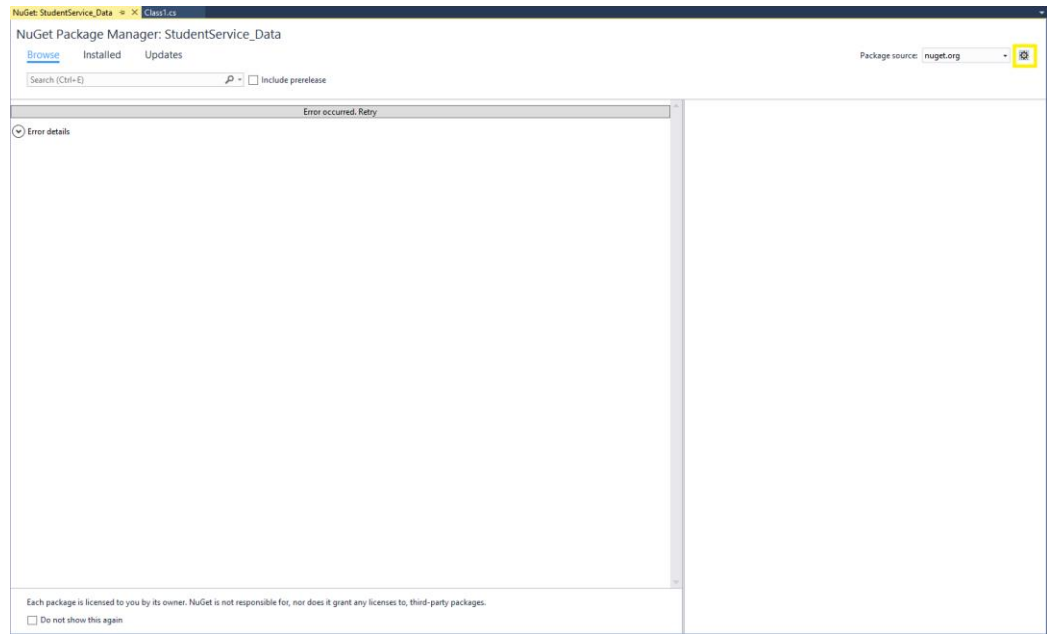 NuGet: StudentService_Data Class1.cs
NuGet Package Manager: StudentService_Data
Browse Installed Updates Package source: nuget.org
Search (Ctrl+E) Include prerelease
Error occurred. Retry
Error details
Each package is licensed to you by its owner. NuGet is not responsible for, nor does it grant any licenses to, third-party packages.
Do not show this again